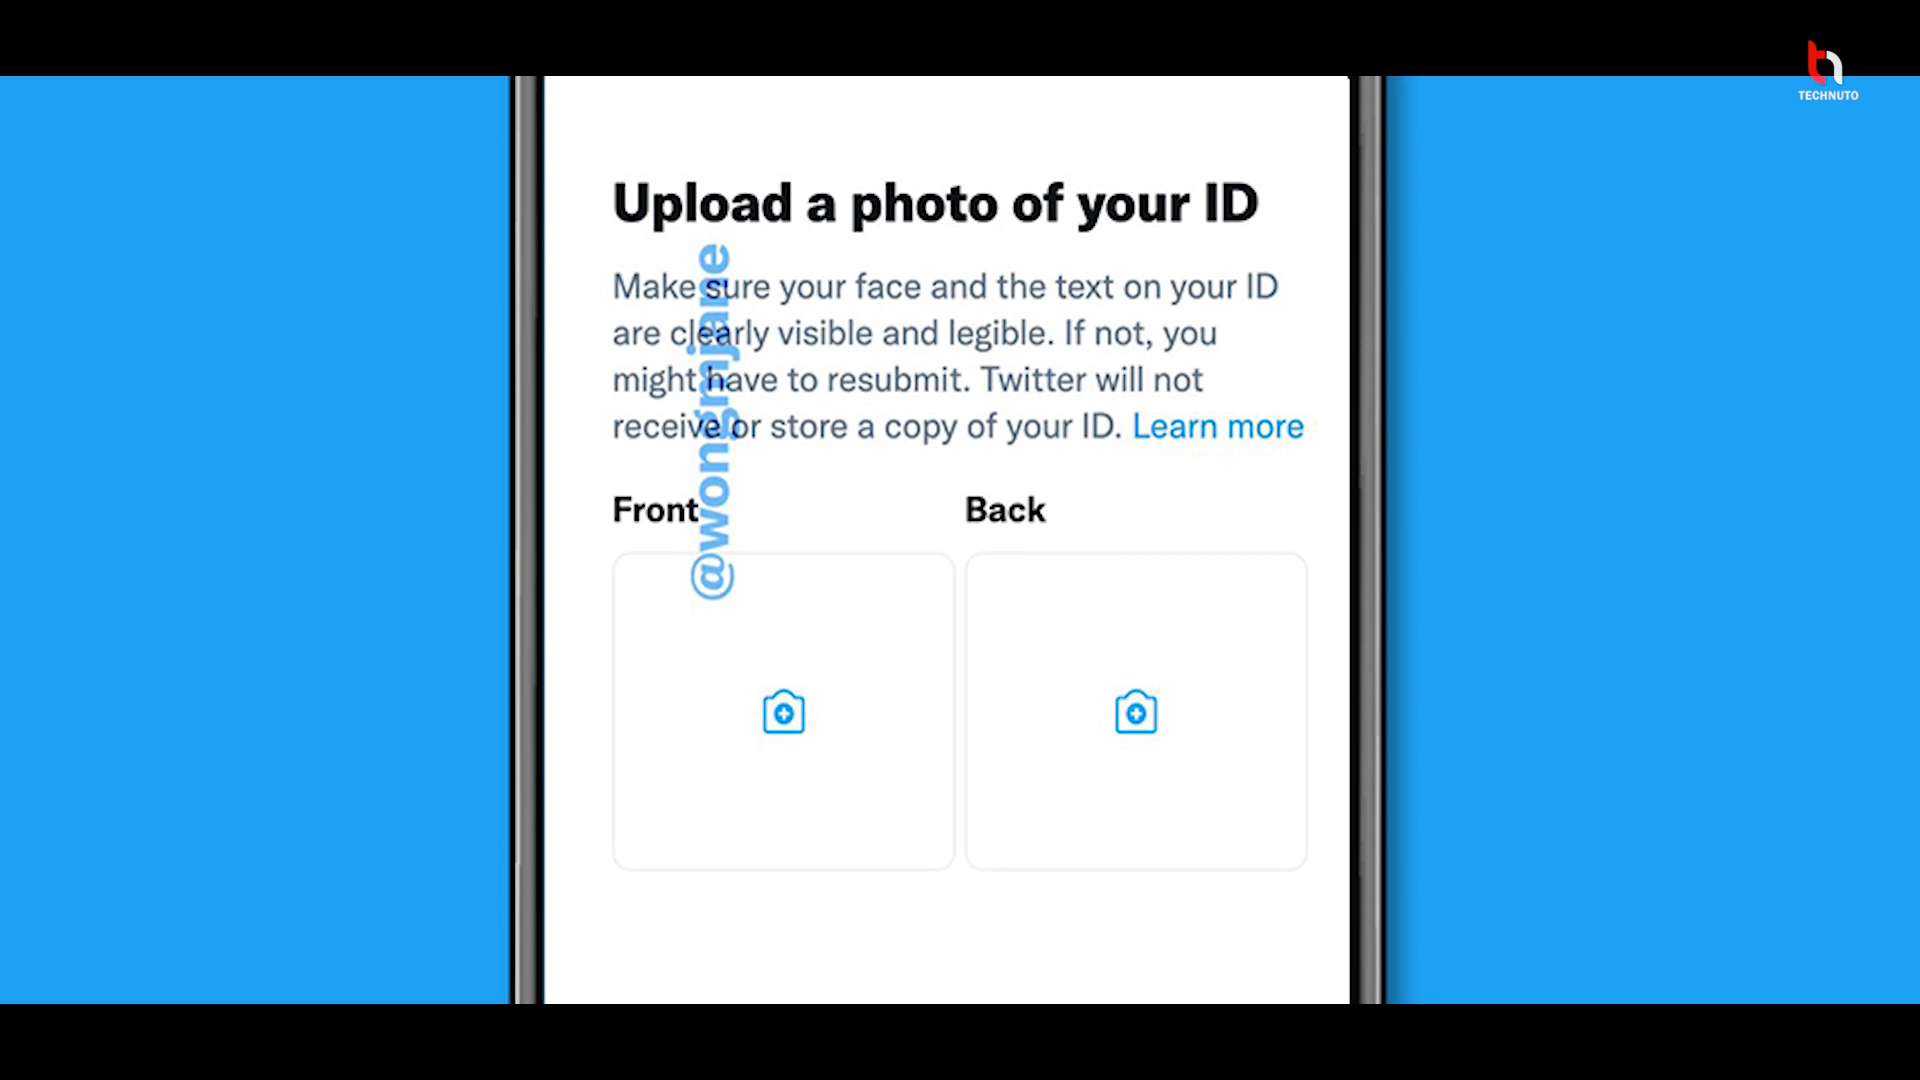 TECHNUTO
Upload a photo of your ID
Make sure your face and the text on your ID
are clearly visible and legible. If not, you
might have to resubmit. Twitter will not
receive or store a copy of your ID. Learn more
@wongmjane
Front
Back